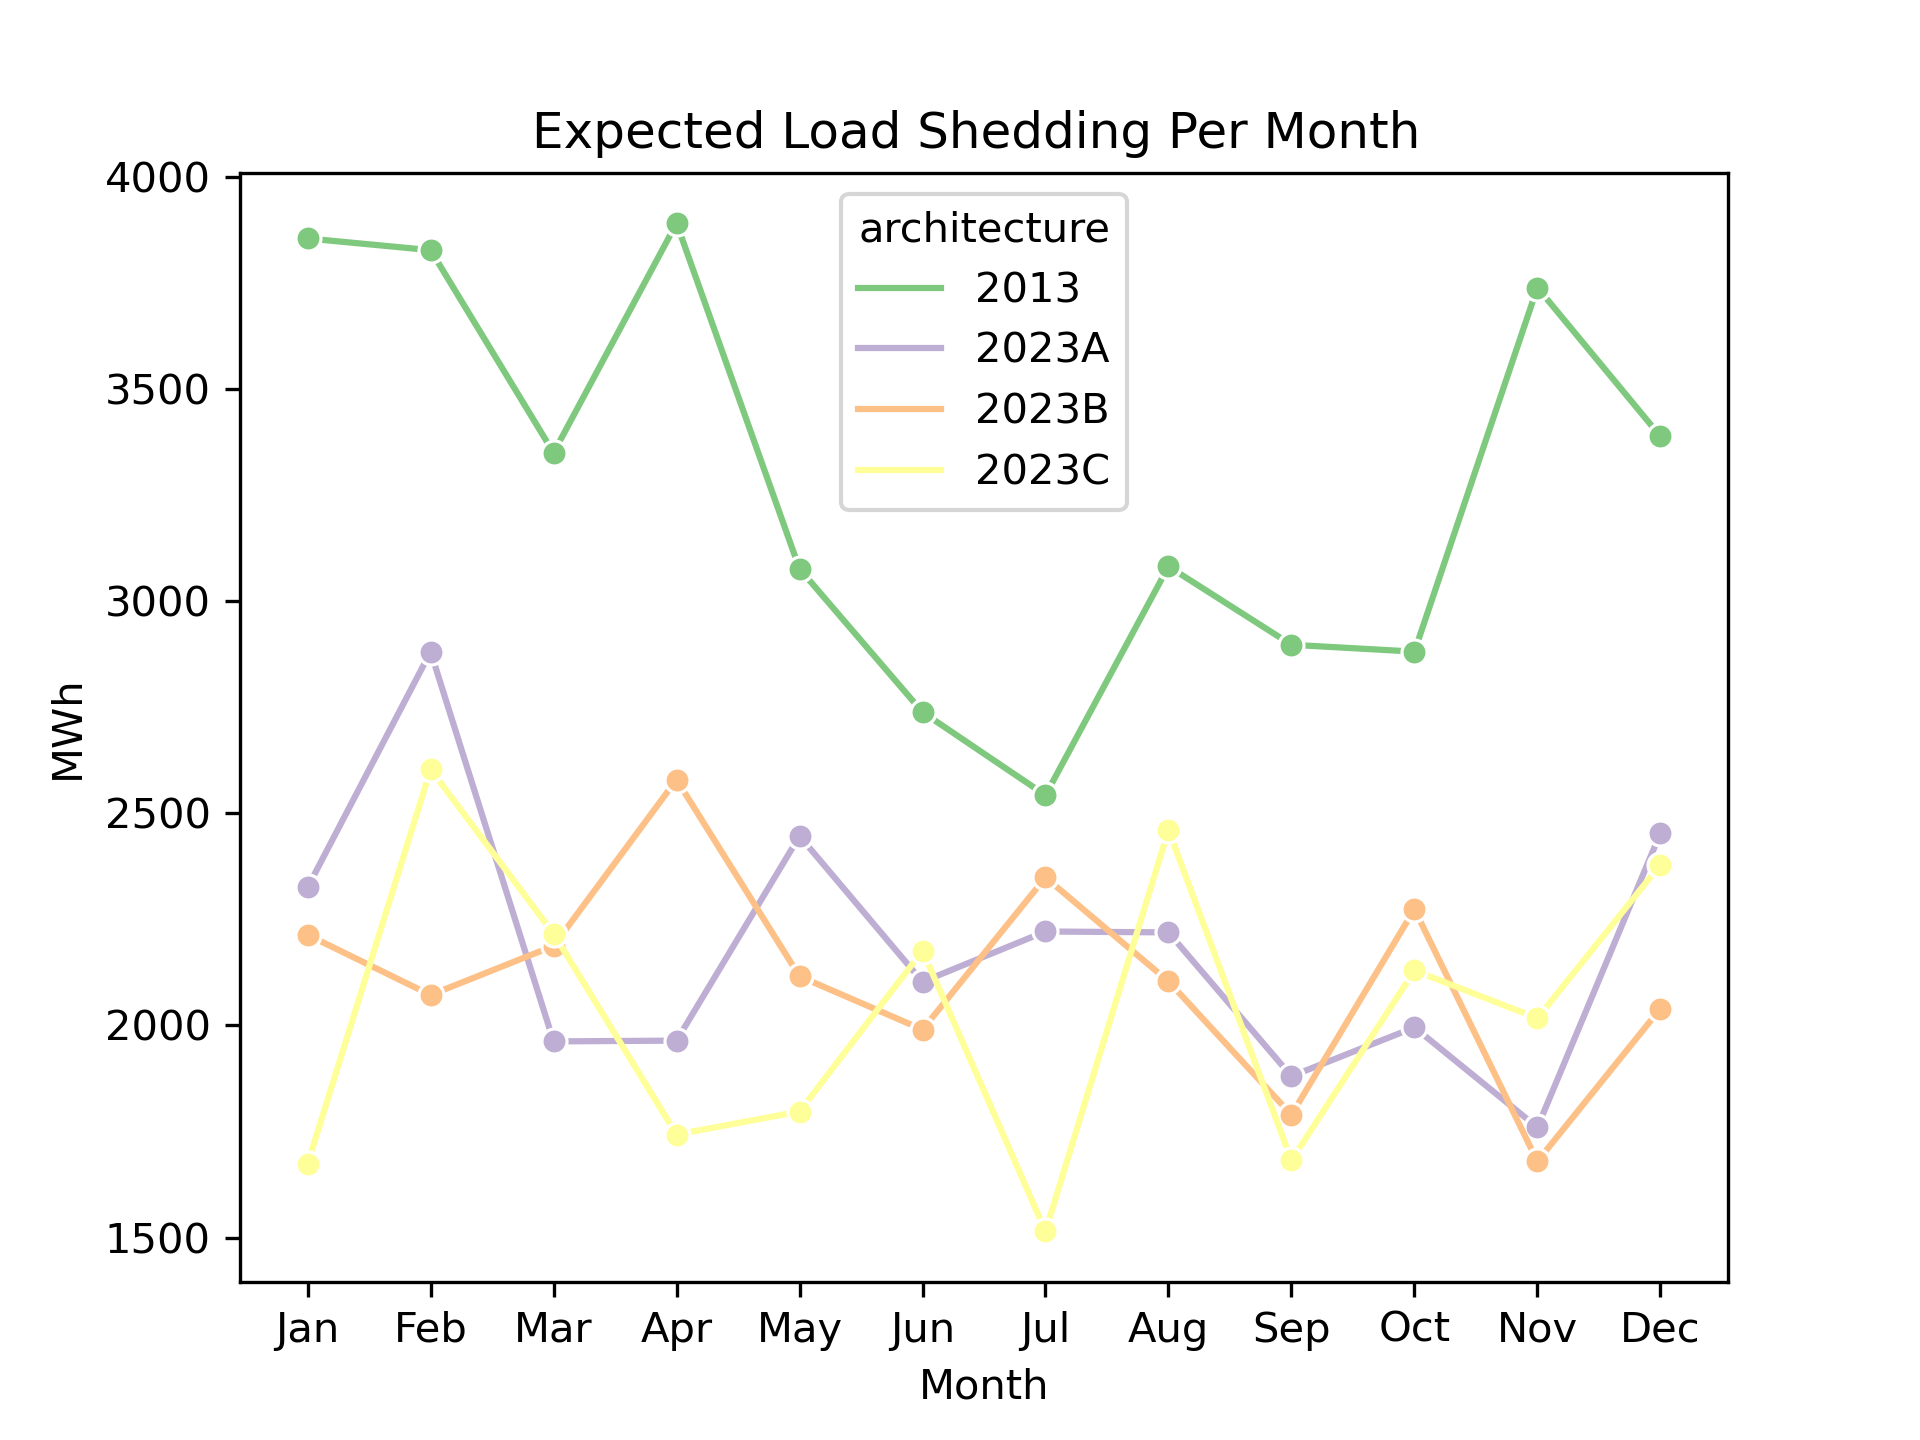 Expected Load Shedding Per Month
4000
3500
3000
2500
2000
1500
MWh
architecture
2013
2023A
2023B
2023C
Jan Feb Mar Apr May Jun Jul Aug Sep Oct Nov Dec
Month